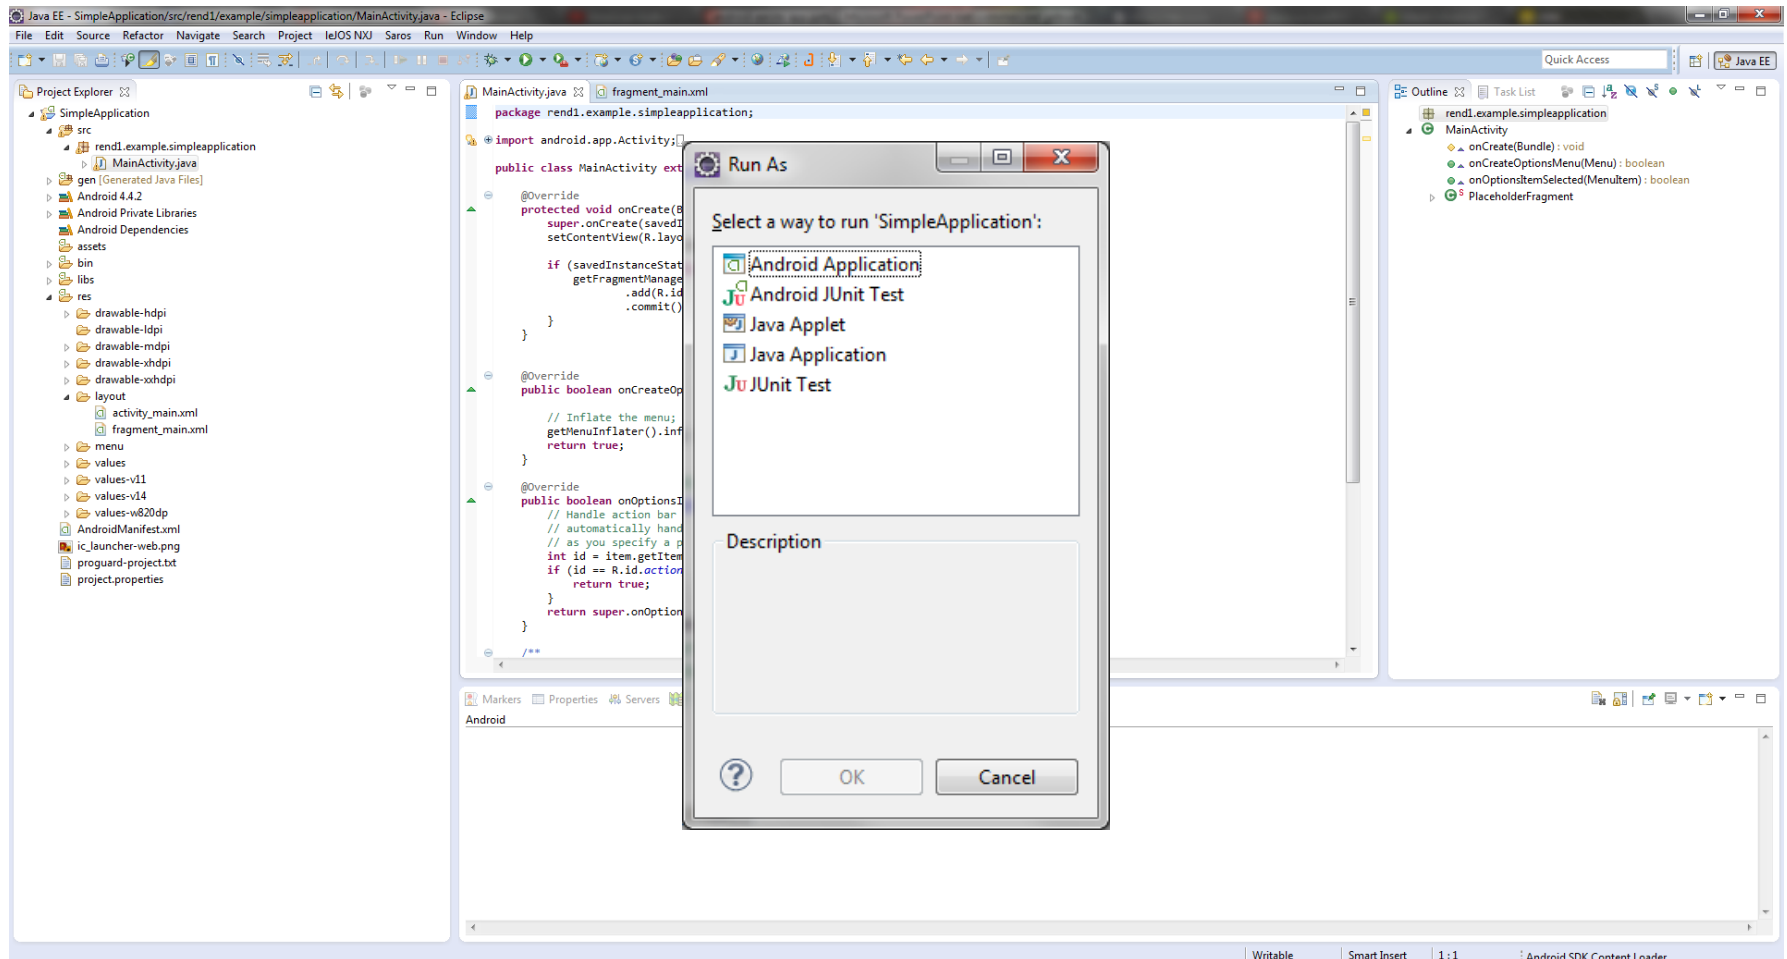 Java EE - SimpleApplication/src/rend1/example/simpleapplication/MainActivity.java - Eclipse
File Edit Source Refactor Navigate Search Project leJOS NXJ Saros Run Window Help
Quick Access
Java EE
Project Explorer
SimpleApplication
src
rend1.example.simpleapplication
MainActivity.java
gen [Generated Java Files]
Android 4.4.2
Android Private Libraries
Android Dependencies
assets
bin
libs
res
drawable-hdpi
drawable-ldpi
drawable-mdpi
drawable-xhdpi
drawable-xxhdpi
layout
activity_main.xml
fragment_main.xml
menu
values
values-v11
values-v14
values-w820dp
AndroidManifest.xml
ic_launcher-web.png
proguard-project.txt
project.properties
MainActivity.java fragment_main.xml
package rend1.example.simpleapplication;
import android.app.Activity;
public class MainActivity ext
@Override
protected void onCreate(B
super.onCreate(savedI
setContentView(R.layo
if (savedInstanceStat
getFragmentManage
.add(R.id
.commit()
}
}
@Override
public boolean onCreateOp
// Inflate the menu;
getMenuInflater().inf
return true;
}
@Override
public boolean onOptionsI
// Handle action bar
// automatically hand
// as you specify a p
int id = item.getItem
if (id == R.id.action
return true;
}
return super.onOption
}
/**
Run As
Select a way to run 'SimpleApplication':
Android Application
Android JUnit Test
Java Applet
Java Application
JUnit Test
Description
OK Cancel
Outline Task List
rend1.example.simpleapplication
MainActivity
onCreate(Bundle) : void
onCreateOptionsMenu(Menu) : boolean
onOptionsItemSelected(MenuItem) : boolean
PlaceholderFragment
Markers Properties Servers
Android
Writable Smart Insert 1 : 1 Android SDK Content Loader